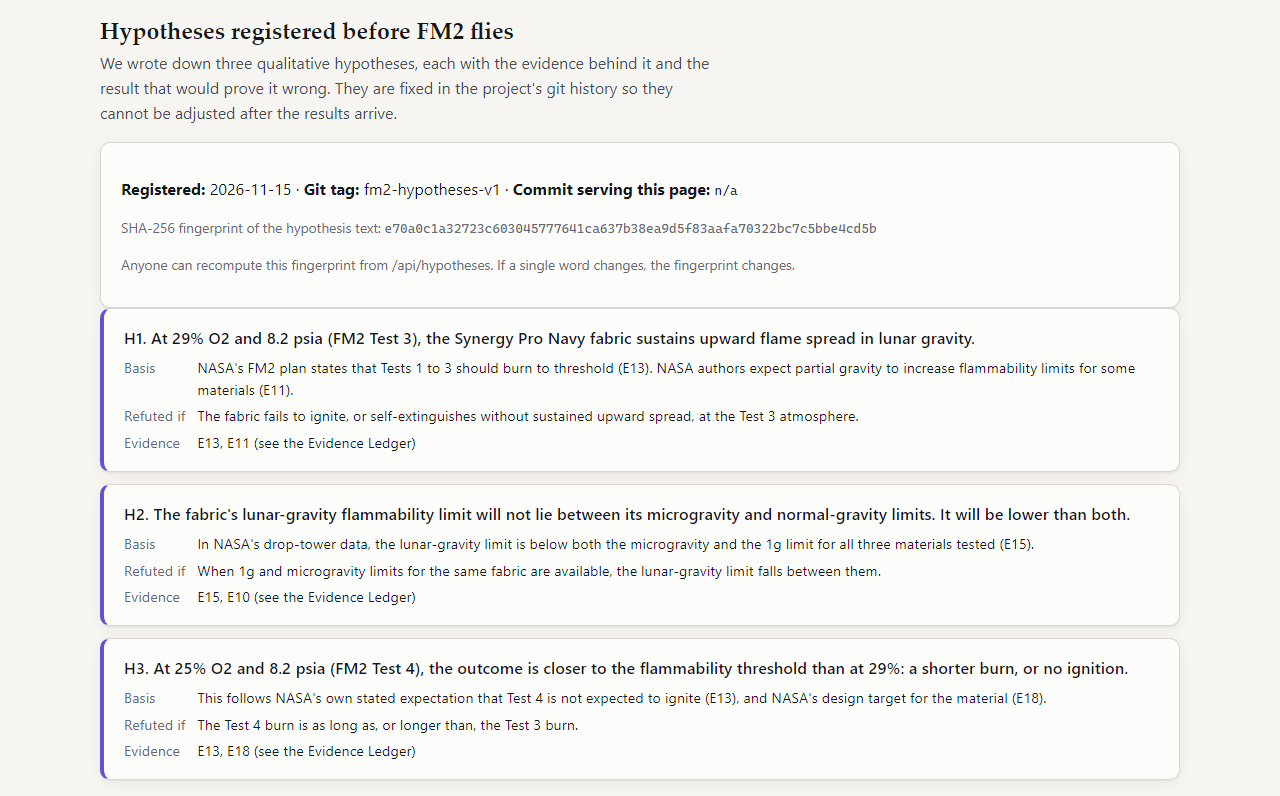 Hypotheses registered before FM2 flies
We wrote down three qualitative hypotheses, each with the evidence behind it and the
result that would prove it wrong. They are fixed in the project's git history so they
cannot be adjusted after the results arrive.
Registered: 2026-11-15 · Git tag: fm2-hypotheses-v1 · Commit serving this page: n/a
SHA-256 fingerprint of the hypothesis text: e70a0c1a32723c603045777641ca637b38ea9d5f83aafa70322bc7c5bbe4cd5b
Anyone can recompute this fingerprint from /api/hypotheses. If a single word changes, the fingerprint changes.
H1. At 29% O2 and 8.2 psia (FM2 Test 3), the Synergy Pro Navy fabric sustains upward flame spread in lunar gravity.
Basis NASA's FM2 plan states that Tests 1 to 3 should burn to threshold (E13). NASA authors expect partial gravity to increase flammability limits for some
materials (E11).
Refuted if The fabric fails to ignite, or self-extinguishes without sustained upward spread, at the Test 3 atmosphere.
Evidence E13, E11 (see the Evidence Ledger)
H2. The fabric's lunar-gravity flammability limit will not lie between its microgravity and normal-gravity limits. It will be lower than both.
Basis In NASA's drop-tower data, the lunar-gravity limit is below both the microgravity and the 1g limit for all three materials tested (E15).
Refuted if When 1g and microgravity limits for the same fabric are available, the lunar-gravity limit falls between them.
Evidence E15, E10 (see the Evidence Ledger)
H3. At 25% O2 and 8.2 psia (FM2 Test 4), the outcome is closer to the flammability threshold than at 29%: a shorter burn, or no ignition.
Basis This follows NASA's own stated expectation that Test 4 is not expected to ignite (E13), and NASA's design target for the material (E18).
Refuted if The Test 4 burn is as long as, or longer than, the Test 3 burn.
Evidence E13, E18 (see the Evidence Ledger)